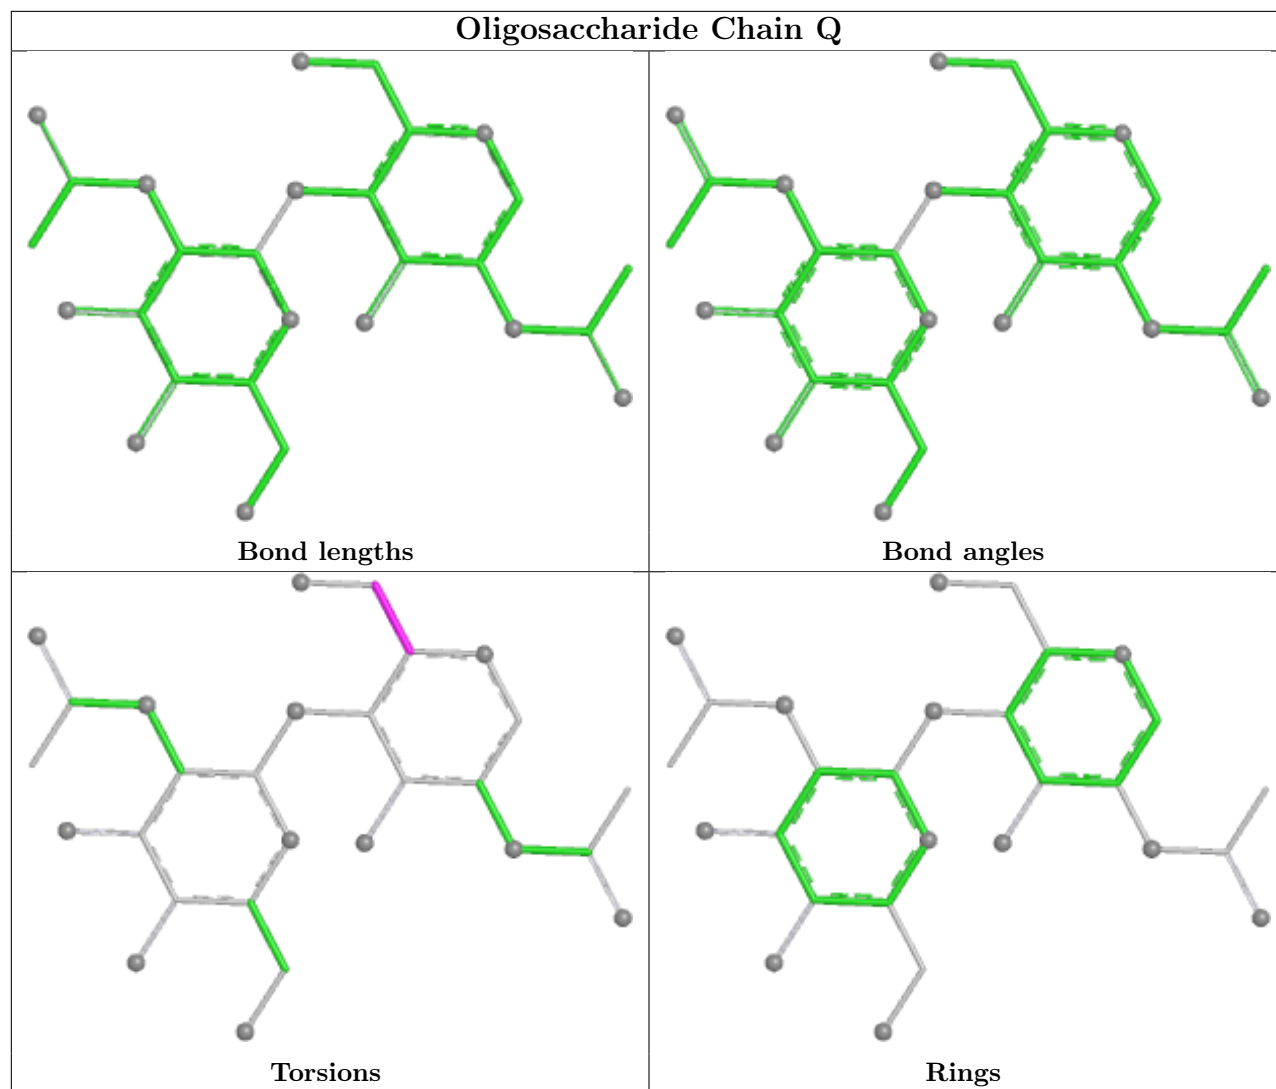 Oligosaccharide Chain Q
Bond lengths
Bond angles
Torsions
Rings